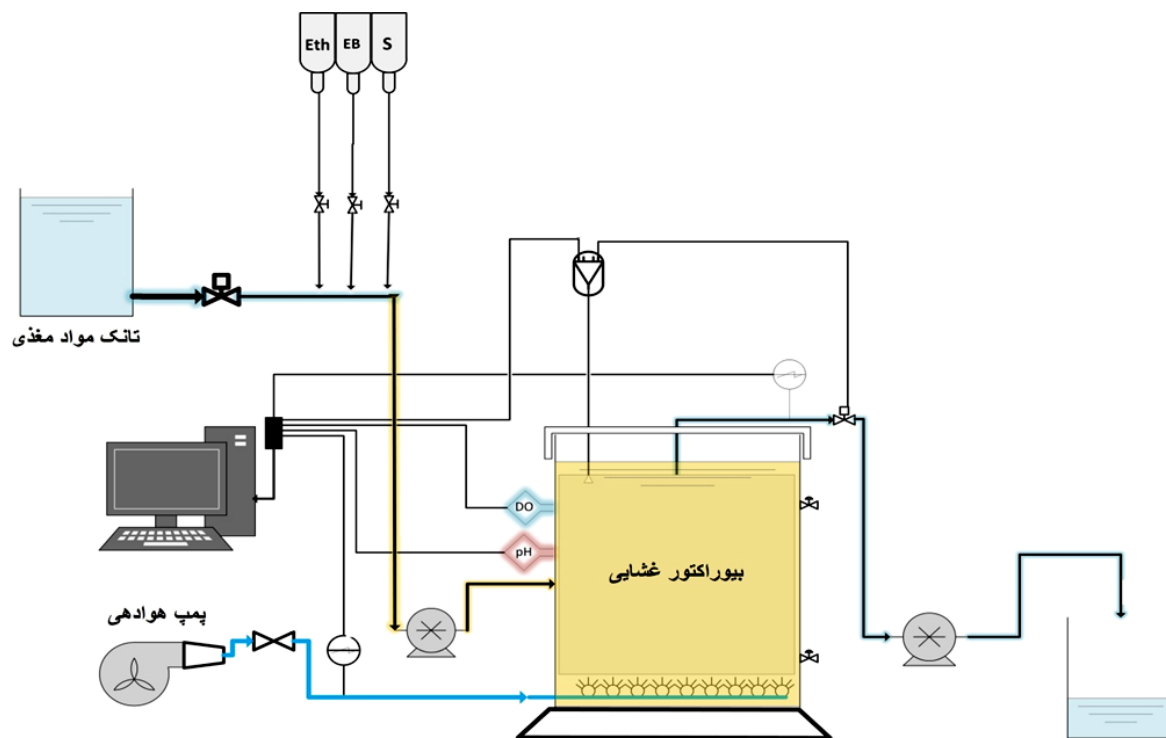 Eth
EB
S
تانک مواد مغذی
DO
pH
بیوراکتور غشایی
پمپ هوادهی